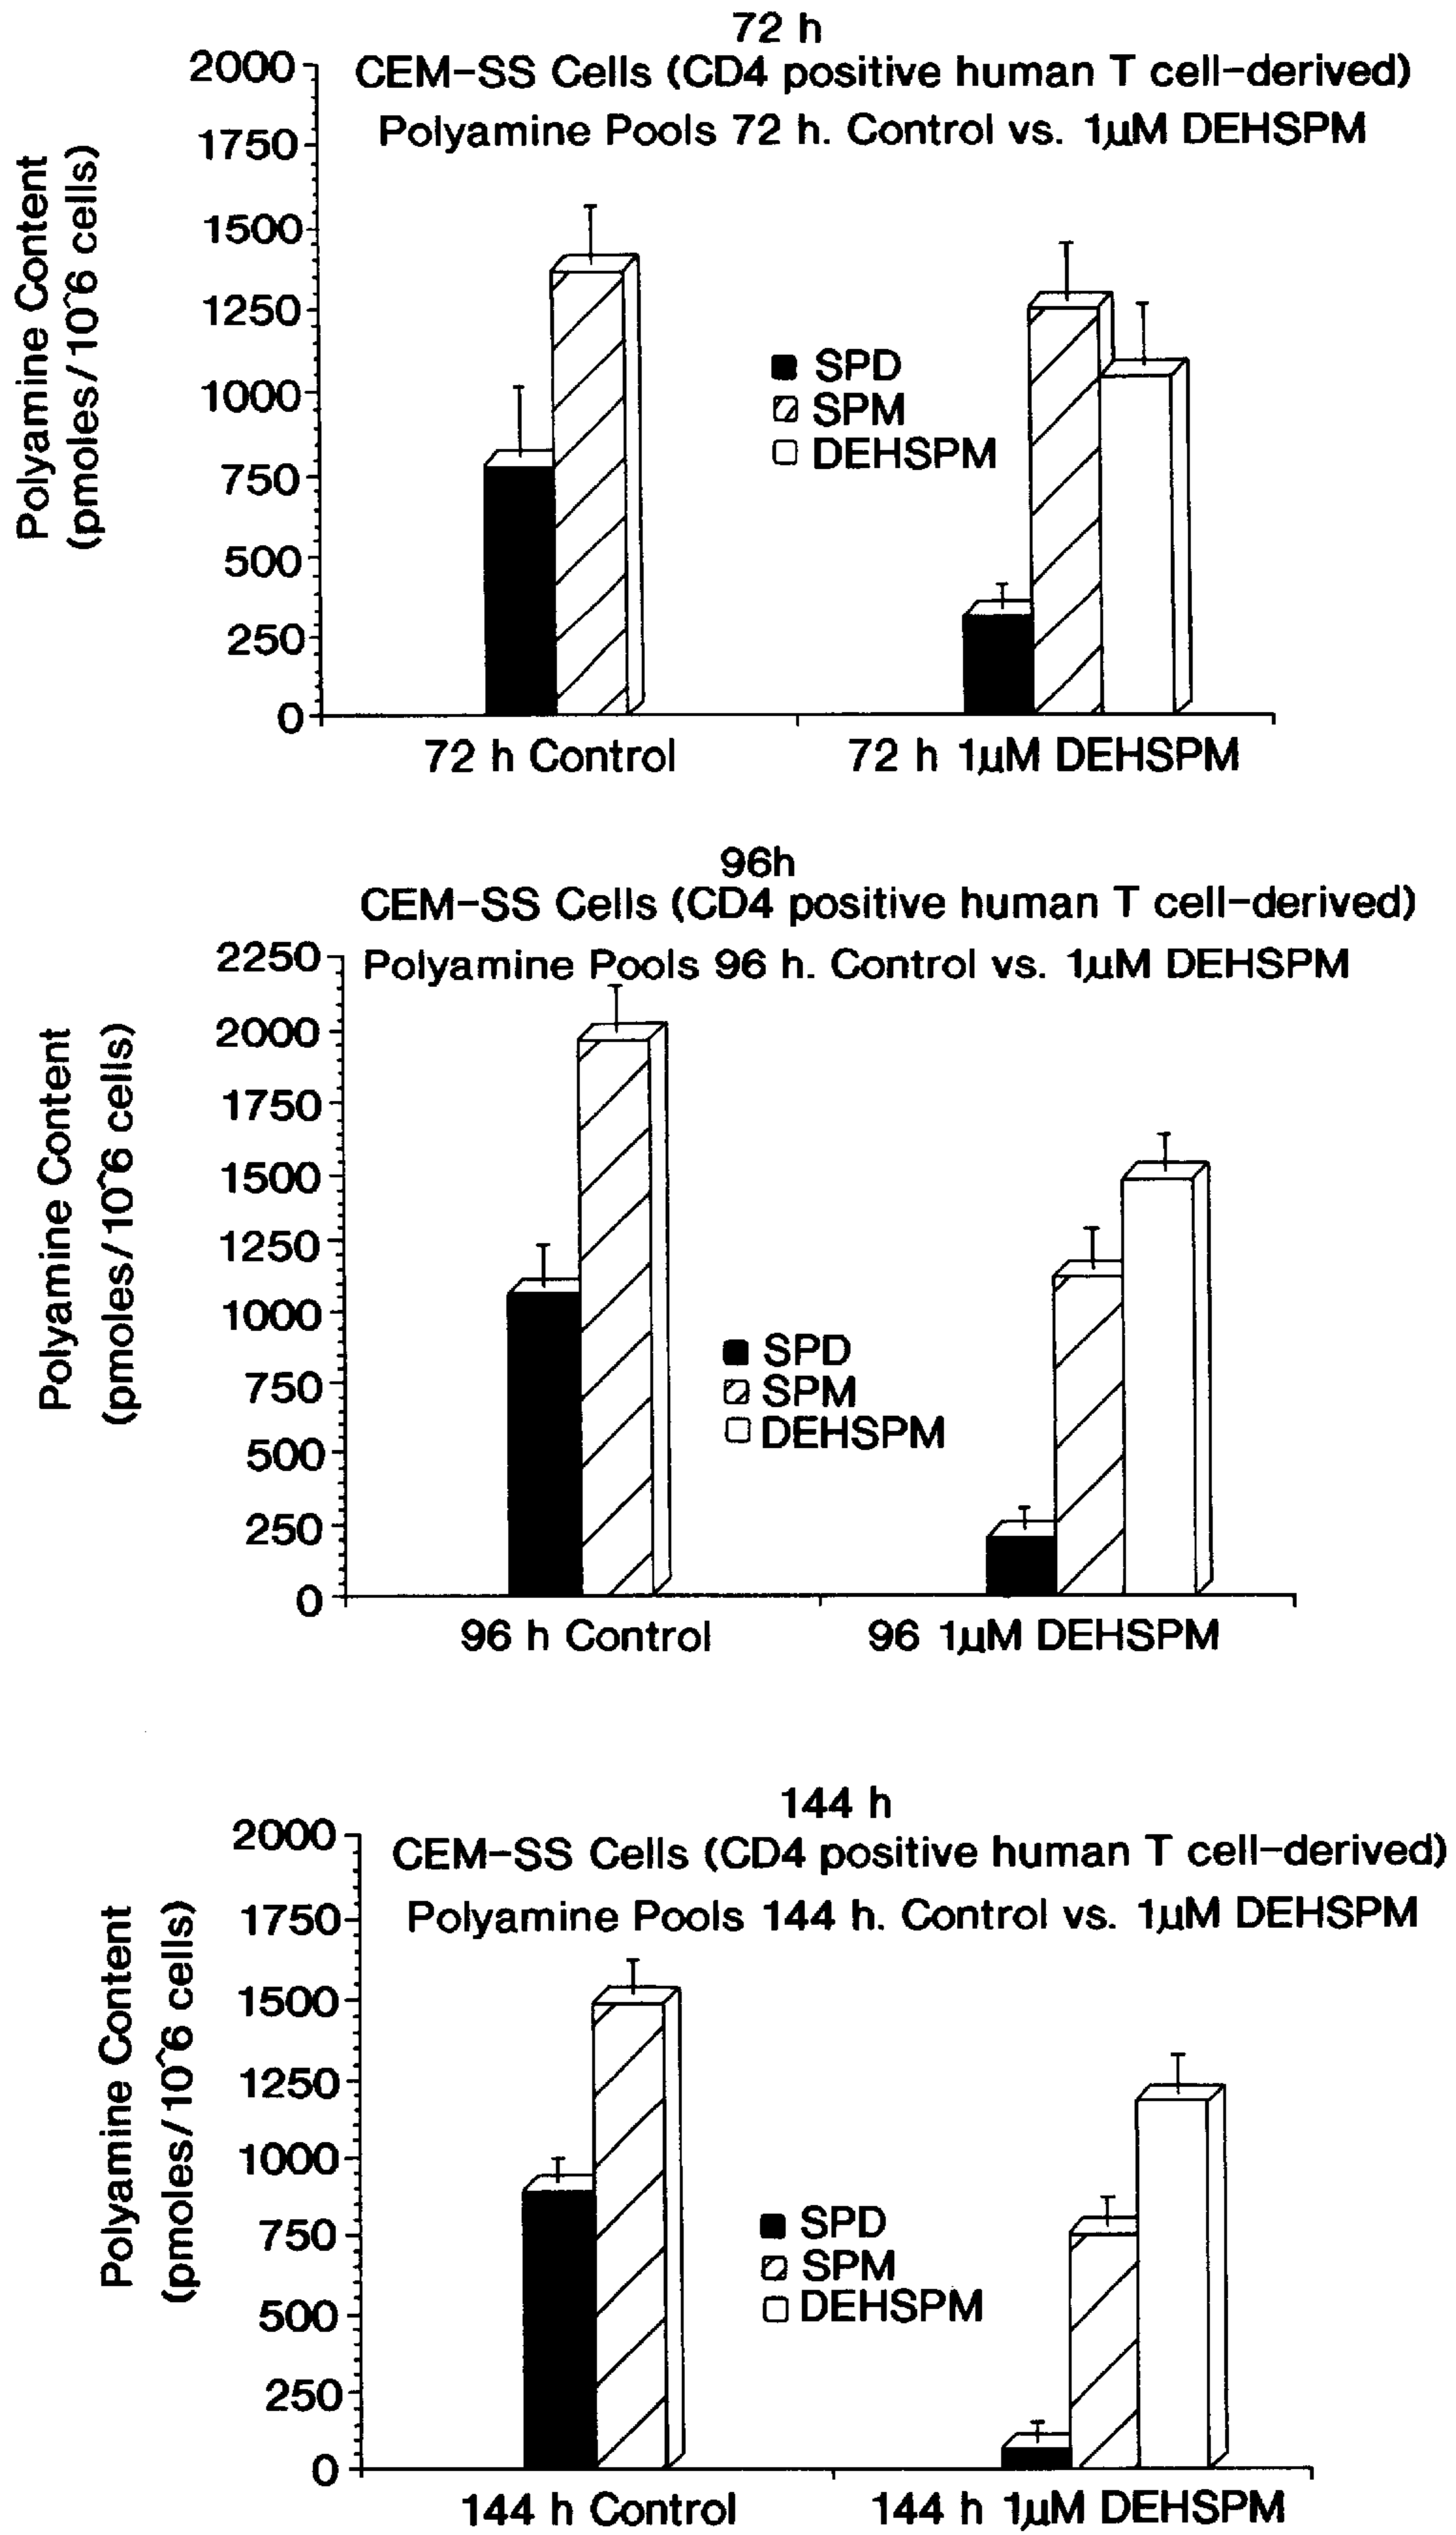 72 h
CEM-SS Cells (CD4 positive human T cell-derived)
Polyamine Pools 72 h. Control vs. 1µM DEHSPM
Polyamine Content
(pmoles/10^6 cells)
2000
1750
1500
1250
1000
750
500
250
0
SPD
SPM
DEHSPM
72 h Control
72 h 1µM DEHSPM
96h
CEM-SS Cells (CD4 positive human T cell-derived)
Polyamine Pools 96 h. Control vs. 1µM DEHSPM
Polyamine Content
(pmoles/10^6 cells)
2250
2000
1750
1500
1250
1000
750
500
250
0
SPD
SPM
DEHSPM
96 h Control
96 1µM DEHSPM
144 h
CEM-SS Cells (CD4 positive human T cell-derived)
Polyamine Pools 144 h. Control vs. 1µM DEHSPM
Polyamine Content
(pmoles/10^6 cells)
2000
1750
1500
1250
1000
750
500
250
0
SPD
SPM
DEHSPM
144 h Control
144 h 1µM DEHSPM